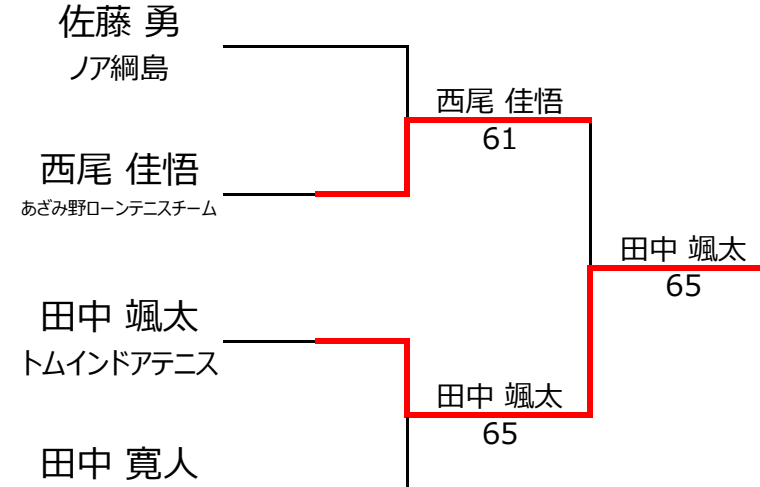 佐藤 勇
ノア綱島
西尾 佳悟
61
西尾 佳悟
あざみ野ローンテニスチーム
田中 颯太
65
田中 颯太
トムインドアテニス
田中 颯太
65
田中 寛人